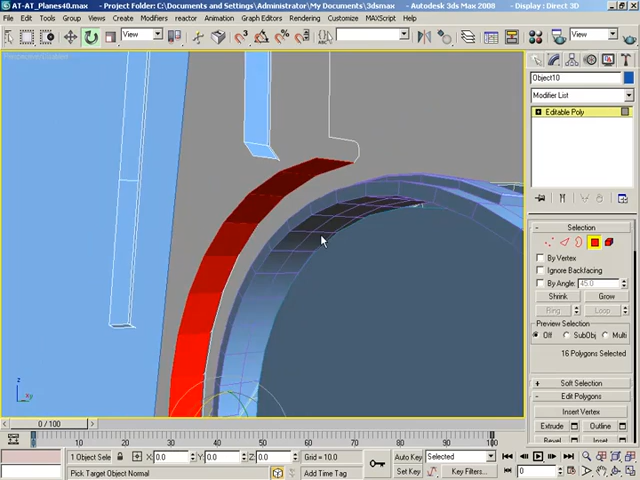 AT-AT_Planes40.max - Project Folder: C:\Documents and Settings\Administrator\My Documents\3dsmax - Autodesk 3ds Max 2008 - Display : Direct 3D
File Edit Tools Group Views Create Modifiers reactor Animation Graph Editors Rendering Customize MAXScript Help
View View
Object10
Modifier List
Editable Poly
Selection
By Vertex
Ignore Backfacing
By Angle: 45.0
Shrink Grow
Ring Loop
Preview Selection
Off SubObj Multi
16 Polygons Selected
Soft Selection
Edit Polygons
Insert Vertex
Extrude Outline
Bevel Inset
z
0 / 100
0 10 20 30 40 50 60 70 80 90 100
1 Object Sele X: 0.0 Y: 0.0 Z: 0.0 Grid = 10.0 Auto Key Selected
Pick Target Object Normal Add Time Tag Set Key Key Filters... 0